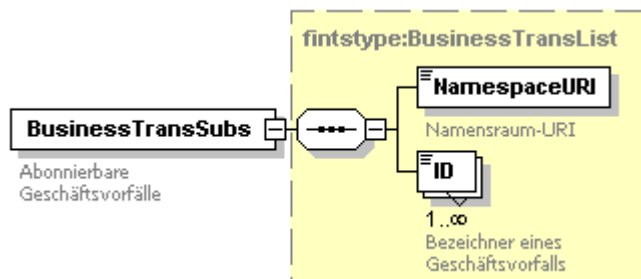 fintstype:BusinessTransList
NamespaceURI
Namensraum-URI
BusinessTransSubs
Abonnierbare
Geschäftsvorfälle
ID
1..∞
Bezeichner eines
Geschäftsvorfalls